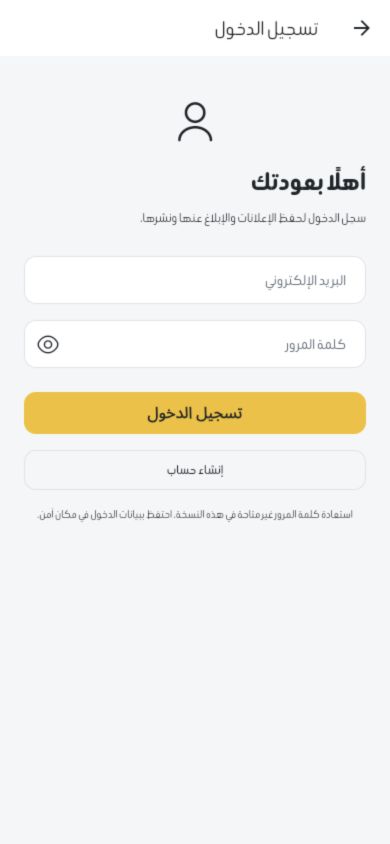 تسجيل الدخول
أهلًا بعودتك
سجل الدخول لحفظ الإعلانات والإبلاغ عنها ونشرها.
البريد الإلكتروني
كلمة المرور
تسجيل الدخول
إنشاء حساب
استعادة كلمة المرور غير متاحة في هذه النسخة. احتفظ ببيانات الدخول في مكان آمن.